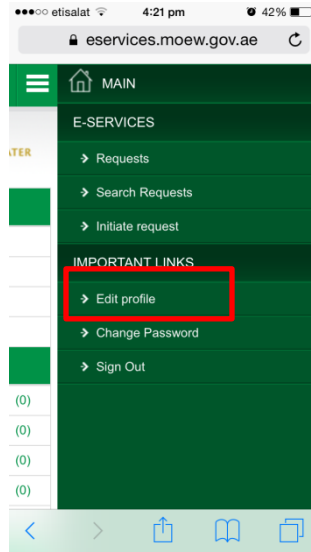 etisalat 4:21 pm 42%
eservices.moew.gov.ae
MAIN
E-SERVICES
ATER
Requests
Search Requests
Initiate request
IMPORTANT LINKS
Edit profile
Change Password
Sign Out
(0)
(0)
(0)
(0)